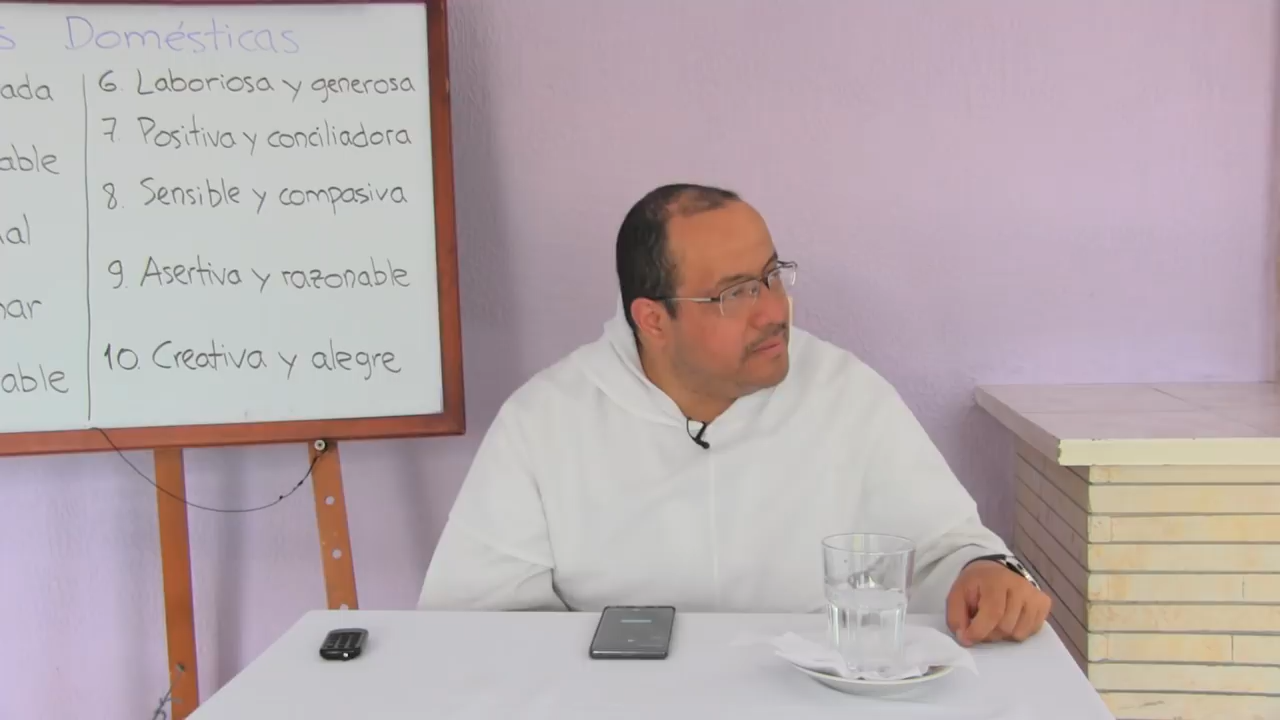 s Domésticas
ada
able
al
ar
able
6. Laboriosa y generosa
7. Positiva y conciliadora
8. Sensible y compasiva
9. Asertiva y razonable
10. Creativa y alegre